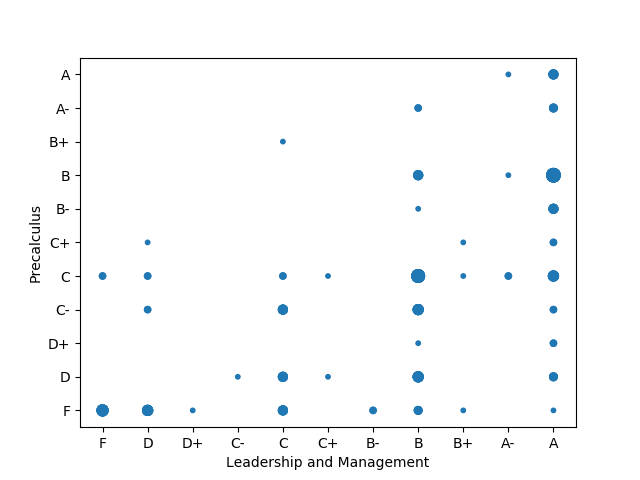 A
A-
B+
B
B-
C+
C
C-
D+
D
F
Precalculus
F D D+ C- C C+ B- B B+ A- A
Leadership and Management